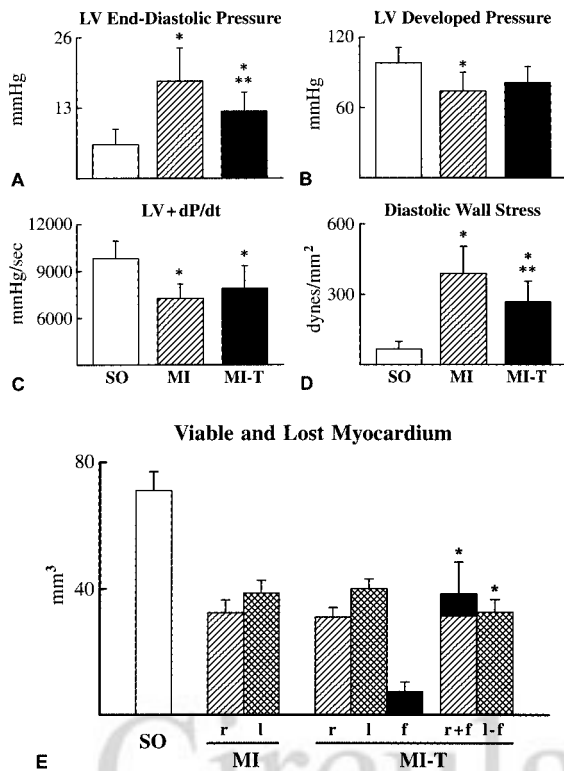 LV End-Diastolic Pressure
26
13
mmHg
*
*
**
A
LV Developed Pressure
120
60
mmHg
*
B
LV+dP/dt
12000
9000
6000
mmHg/sec
*
*
SO MI MI-T
C
Diastolic Wall Stress
600
300
dynes/mm²
*
*
**
SO MI MI-T
D
Viable and Lost Myocardium
80
40
mm³
* *
r l r l f r+f l-f
SO MI MI-T
E